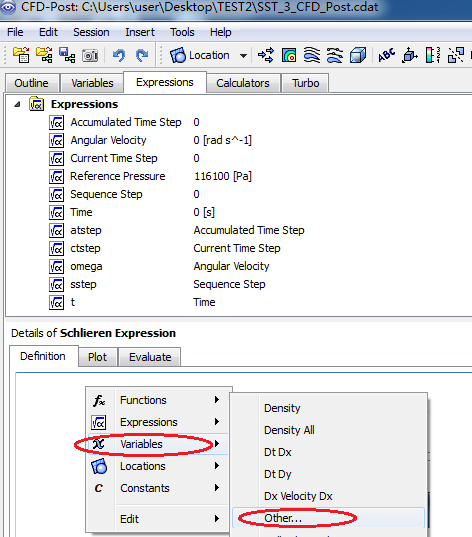 CFD-Post: C:\Users\user\Desktop\TEST2\SST_3_CFD_Post.cdat
File Edit Session Insert Tools Help
Location ABC
Outline Variables Expressions Calculators Turbo
Expressions
Accumulated Time Step 0
Angular Velocity 0 [rad s^-1]
Current Time Step 0
Reference Pressure 116100 [Pa]
Sequence Step 0
Time 0 [s]
atstep Accumulated Time Step
ctstep Current Time Step
omega Angular Velocity
sstep Sequence Step
t Time
Details of Schlieren Expression
Definition Plot Evaluate
Functions
Expressions
Variables
Locations
Constants
Edit
Density
Density All
Dt Dx
Dt Dy
Dx Velocity Dx
Other...